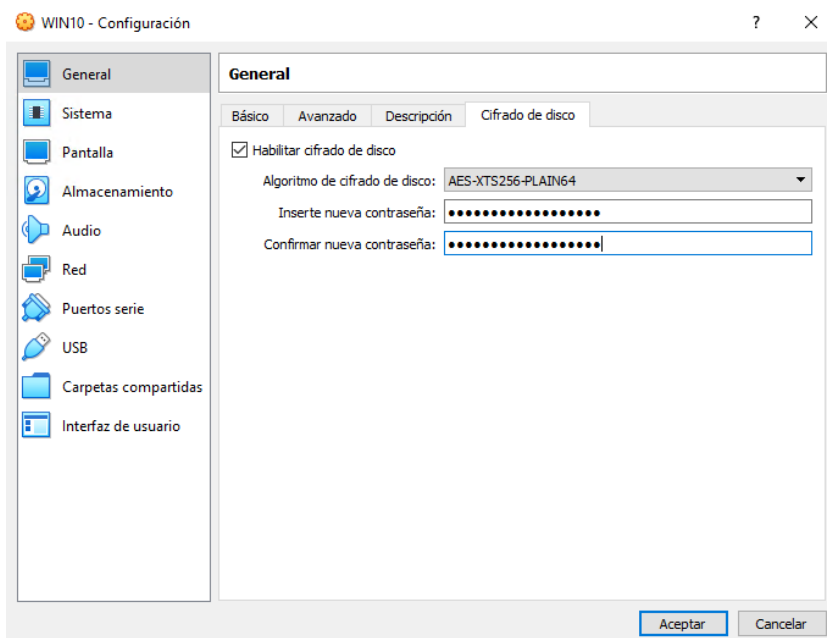 WIN10 - Configuración
?
General
Sistema
Pantalla
Almacenamiento
Audio
Red
Puertos serie
USB
Carpetas compartidas
Interfaz de usuario
General
Básico Avanzado Descripción Cifrado de disco
Habilitar cifrado de disco
Algoritmo de cifrado de disco: AES-XTS256-PLAIN64
Inserte nueva contraseña: ••••••••••••••••••
Confirmar nueva contraseña: ••••••••••••••••••
Aceptar Cancelar